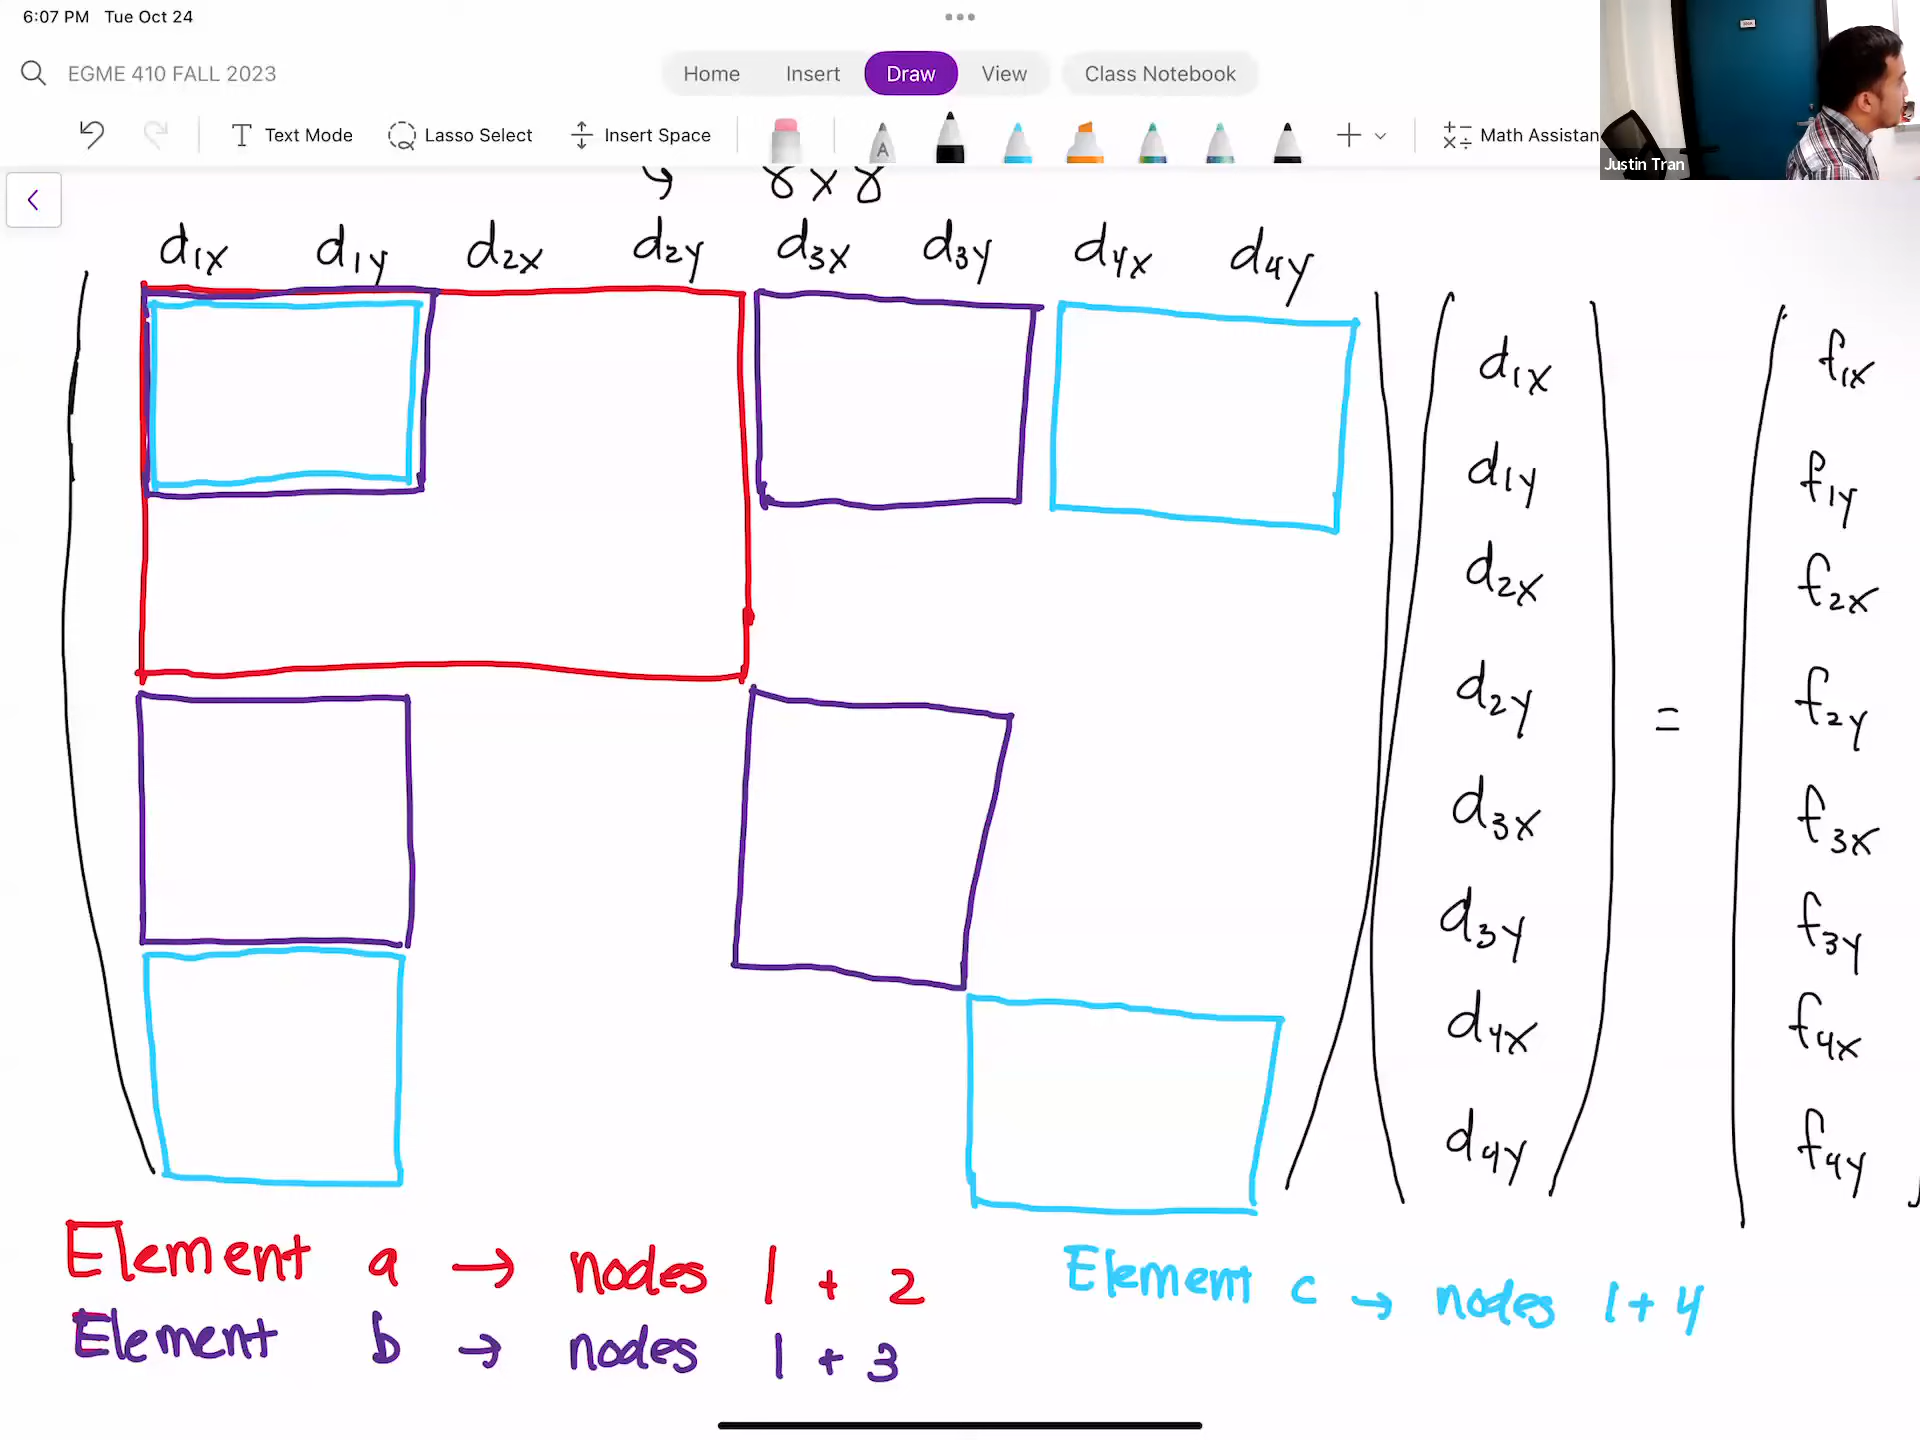 6:07 PM Tue Oct 24
EGME 410 FALL 2023
Home Insert Draw View Class Notebook
Text Mode Lasso Select Insert Space A Math Assistan
Justin Tran
↳ 8 x 8
d1x d1y d2x d2y d3x d3y d4x d4y
d1x f1x
d1y f1y
d2x f2x
d2y = f2y
d3x f3x
d3y f3y
d4x f4x
d4y f4y
Element a → nodes 1 + 2
Element c → nodes 1 + 4
Element b → nodes 1 + 3